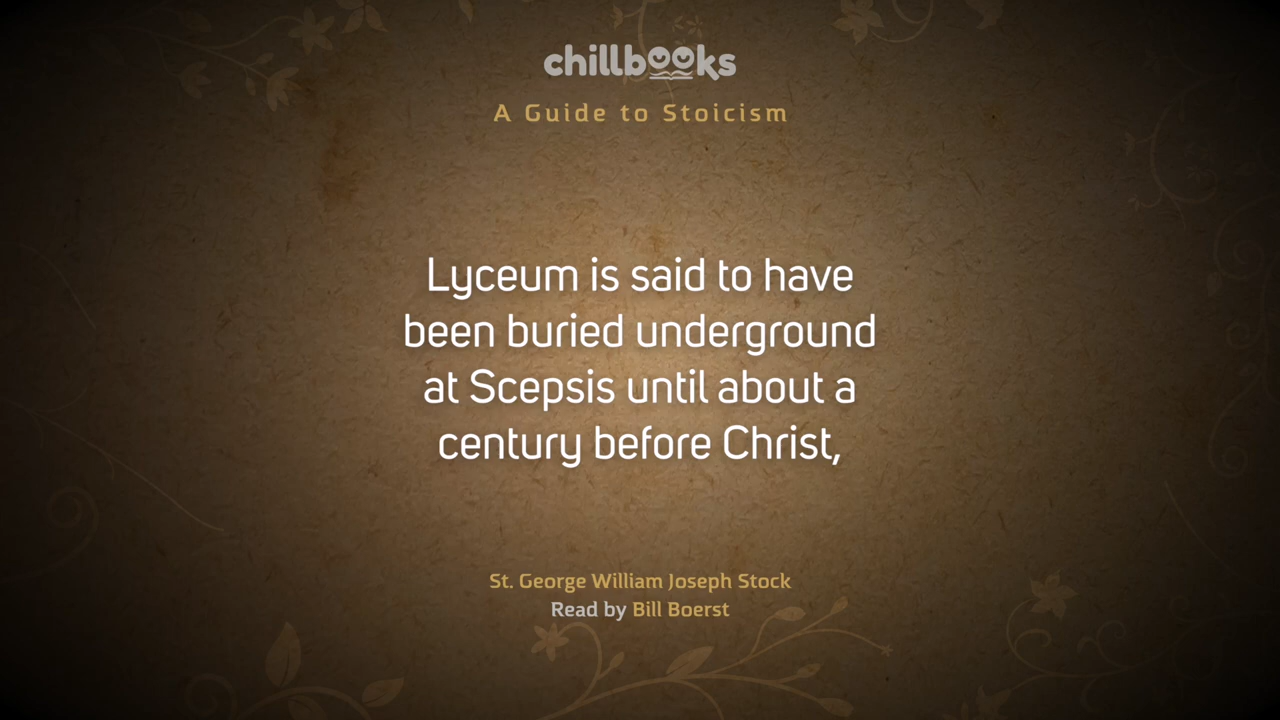 chillbooks
A Guide to Stoicism
Lyceum is said to have
been buried underground
at Scepsis until about a
century before Christ,
St. George William Joseph Stock
Read by Bill Boerst